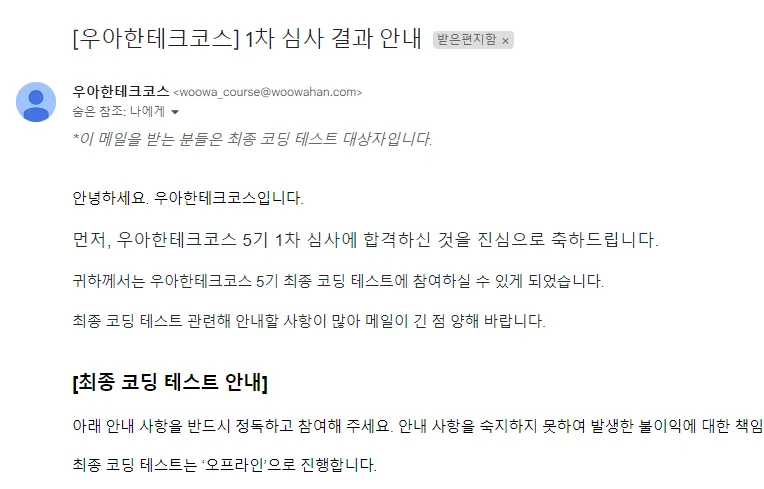 [우아한테크코스] 1차 심사 결과 안내 받은편지함 ×
우아한테크코스 <woowa_course@woowahan.com>
숨은 참조: 나에게
*이 메일을 받는 분들은 최종 코딩 테스트 대상자입니다.
안녕하세요. 우아한테크코스입니다.
먼저, 우아한테크코스 5기 1차 심사에 합격하신 것을 진심으로 축하드립니다.
귀하께서는 우아한테크코스 5기 최종 코딩 테스트에 참여하실 수 있게 되었습니다.
최종 코딩 테스트 관련해 안내할 사항이 많아 메일이 긴 점 양해 바랍니다.
[최종 코딩 테스트 안내]
아래 안내 사항을 반드시 정독하고 참여해 주세요. 안내 사항을 숙지하지 못하여 발생한 불이익에 대한 책임
최종 코딩 테스트는 ‘오프라인’으로 진행합니다.